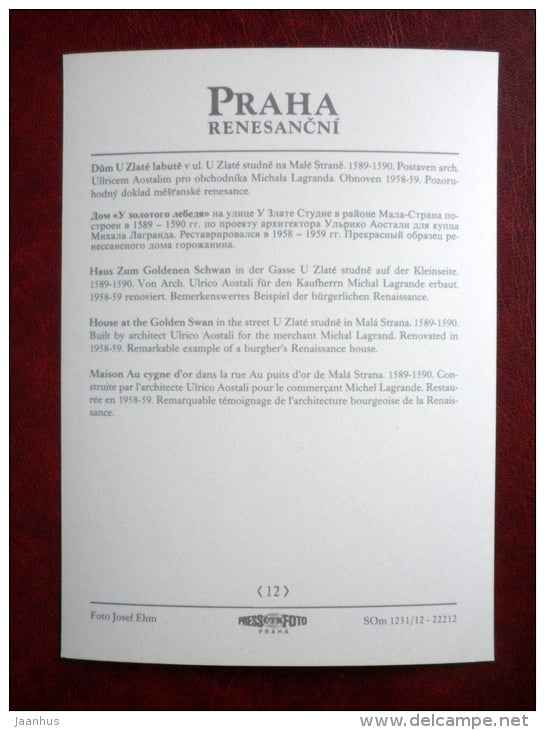 PRAHA
RENESANČNÍ
Dům U Zlaté labutě v ul. U Zlaté studně na Malé Straně. 1589-1590. Postaven arch.
Ullricem Aostalim pro obchodníka Michala Lagranda. Obnoven 1958-59. Pozoru-
hodný doklad měšťanské renesance.
Дом «У золотого лебедя» на улице У Злате Студне в районе Мала-Страна по-
строен в 1589 – 1590 гг. по проекту архитектора Ульрико Аостали для купца
Михала Лагранда. Реставрировался в 1958 – 1959 гг. Прекрасный образец ре-
нессансного дома горожанина.
Haus Zum Goldenen Schwan in der Gasse U Zlaté studně auf der Kleinseite.
1589-1590. Von Arch. Ulrico Aostali für den Kaufherrn Michal Lagrande erbaut.
1958-59 renoviert. Bemerkenswertes Beispiel der bürgerlichen Renaissance.
House at the Golden Swan in the street U Zlaté studně in Malá Strana. 1589-1590.
Built by architect Ulrico Aostali for the merchant Michal Lagrand. Renovated in
1958-59. Remarkable example of a burgher's Renaissance house.
Maison Au cygne d'or dans la rue Au puits d'or de Malá Strana. 1589-1590. Con-
struite par l'architecte Ulrico Aostali pour le commerçant Michel Lagrande. Restau-
rée en 1958-59. Remarquable témoignage de l'architecture bourgeoise de la Renais-
sance.
⟨12⟩
Foto Josef Ehm
PRESS ČTK FOTO
PRAHA
SOm 1231/12 - 22212
jaanhus
www.delcampe.net